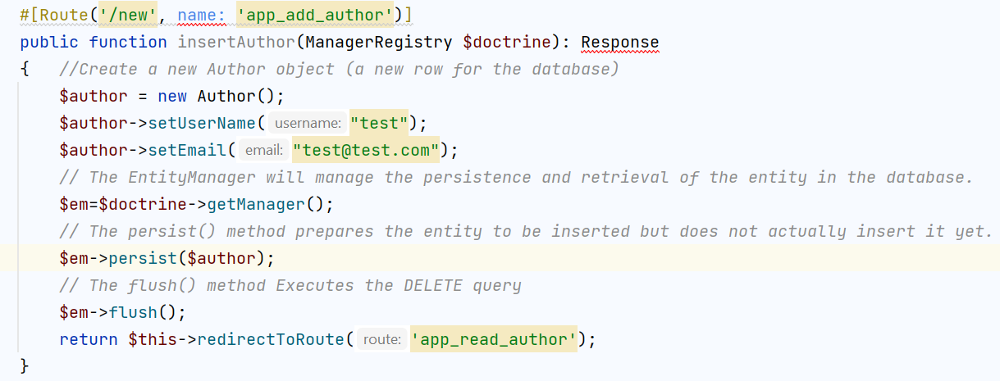 #[Route('/new', name: 'app_add_author')]
public function insertAuthor(ManagerRegistry $doctrine): Response
{   //Create a new Author object (a new row for the database)
    $author = new Author();
    $author->setUserName( username: "test");
    $author->setEmail( email: "test@test.com");
    // The EntityManager will manage the persistence and retrieval of the entity in the database.
    $em=$doctrine->getManager();
    // The persist() method prepares the entity to be inserted but does not actually insert it yet.
    $em->persist($author);
    // The flush() method Executes the DELETE query
    $em->flush();
    return $this->redirectToRoute( route: 'app_read_author');
}